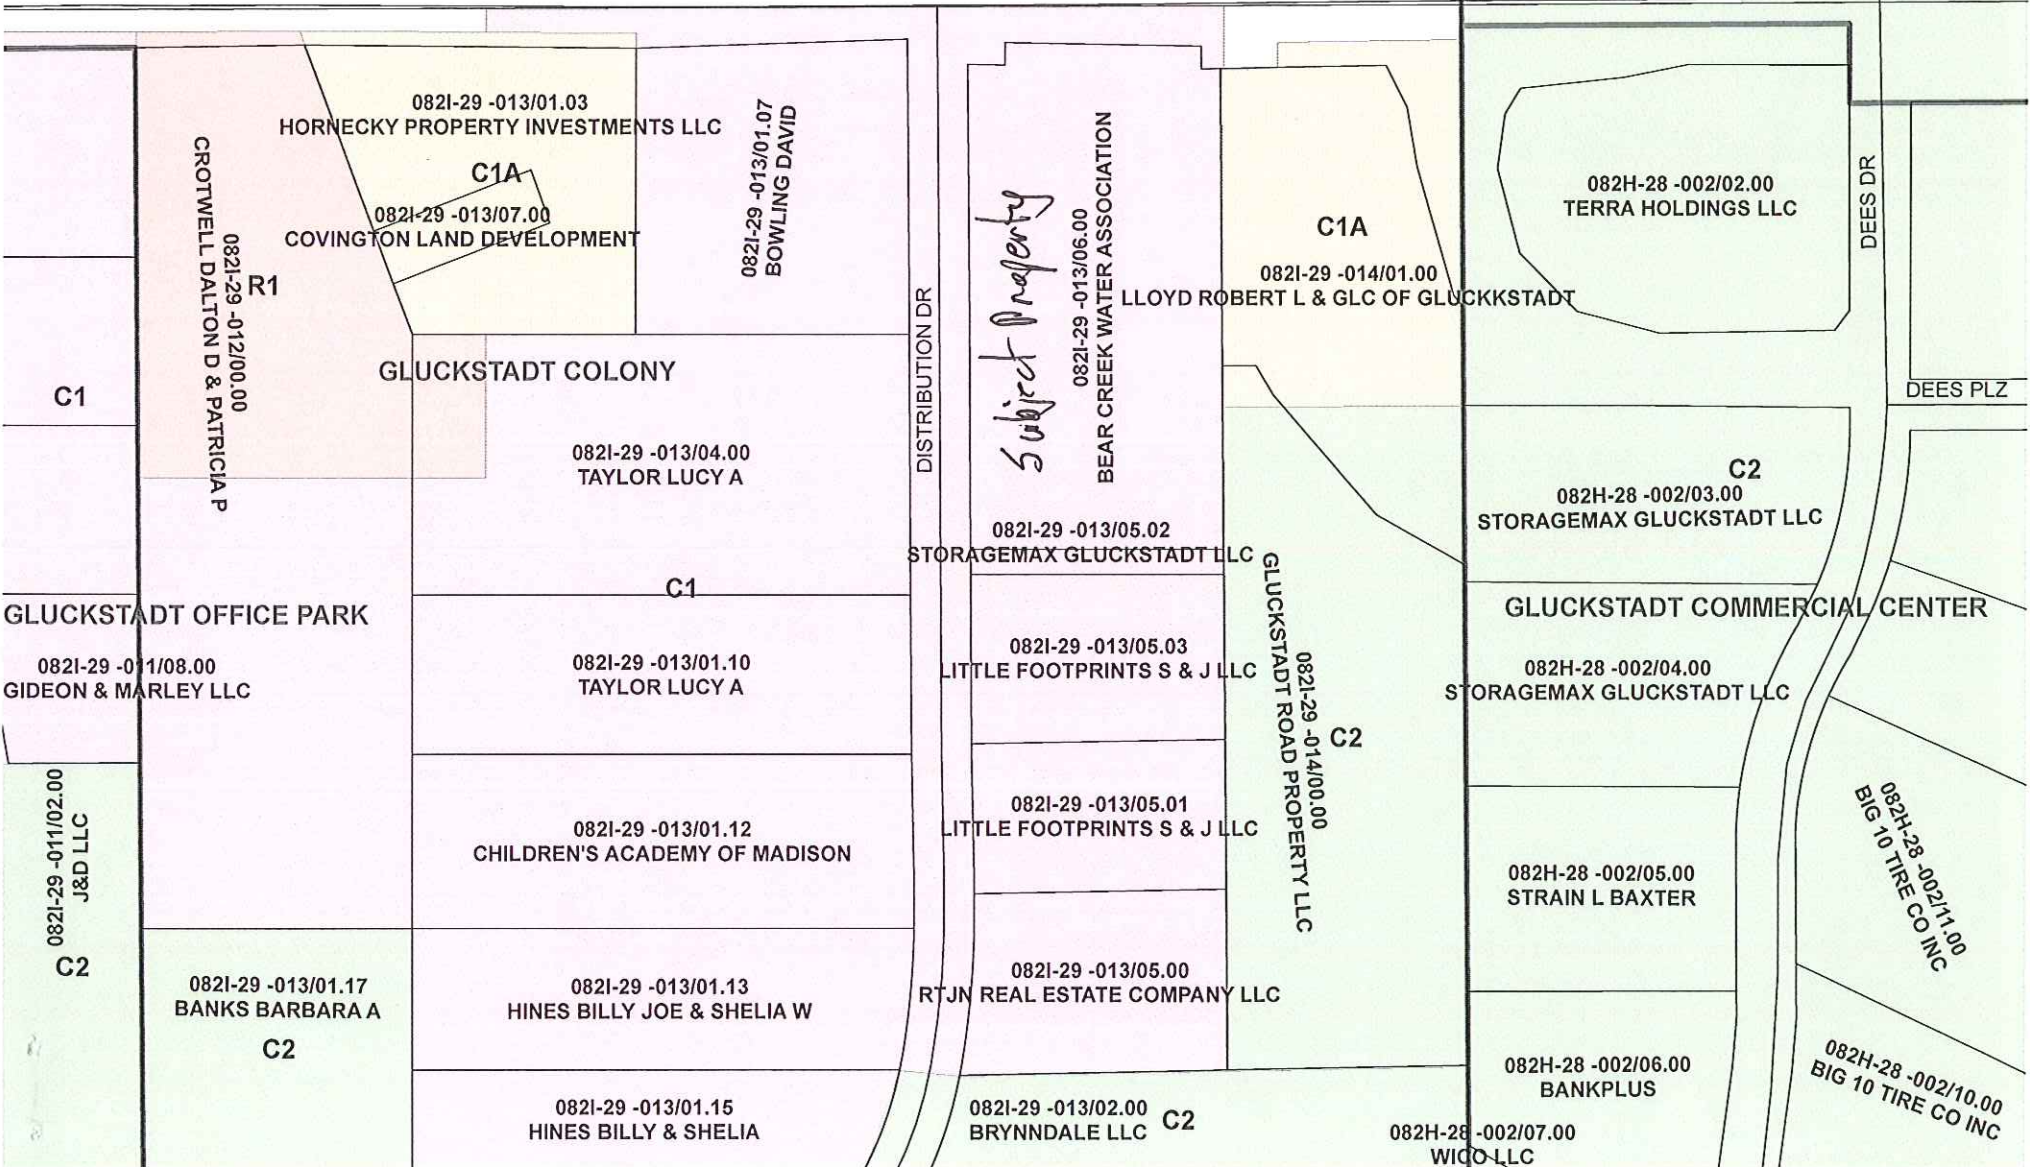 082I-29 -013/01.03
HORNECKY PROPERTY INVESTMENTS LLC
C1A
082I-29 -013/07.00
COVINGTON LAND DEVELOPMENT
082I-29 -012/00.00
CROTWELL DALTON D & PATRICIA P
R1
082I-29 -013/01.07
BOWLING DAVID
DISTRIBUTION DR
Subject Property
082I-29 -013/06.00
BEAR CREEK WATER ASSOCIATION
C1A
082I-29 -014/01.00
LLOYD ROBERT L & GLC OF GLUCKKSTADT
082H-28 -002/02.00
TERRA HOLDINGS LLC
DEES DR
DEES PLZ
C1
GLUCKSTADT COLONY
082I-29 -013/04.00
TAYLOR LUCY A
082I-29 -013/05.02
STORAGEMAX GLUCKSTADT LLC
C2
082H-28 -002/03.00
STORAGEMAX GLUCKSTADT LLC
C1
GLUCKSTADT OFFICE PARK
GLUCKSTADT COMMERCIAL CENTER
082I-29 -011/08.00
GIDEON & MARLEY LLC
082I-29 -013/01.10
TAYLOR LUCY A
082I-29 -013/05.03
LITTLE FOOTPRINTS S & J LLC
082I-29 -014/00.00
GLUCKSTADT ROAD PROPERTY LLC
C2
082H-28 -002/04.00
STORAGEMAX GLUCKSTADT LLC
082I-29 -011/02.00
J&D LLC
C2
082I-29 -013/01.12
CHILDREN'S ACADEMY OF MADISON
082I-29 -013/05.01
LITTLE FOOTPRINTS S & J LLC
082H-28 -002/05.00
STRAIN L BAXTER
082H-28 -002/11.00
BIG 10 TIRE CO INC
082I-29 -013/01.17
BANKS BARBARA A
C2
082I-29 -013/01.13
HINES BILLY JOE & SHELIA W
082I-29 -013/05.00
RTJN REAL ESTATE COMPANY LLC
082H-28 -002/06.00
BANKPLUS
082H-28 -002/10.00
BIG 10 TIRE CO INC
082I-29 -013/01.15
HINES BILLY & SHELIA
082I-29 -013/02.00
BRYNNDALE LLC
C2
082H-28 -002/07.00
WICO LLC